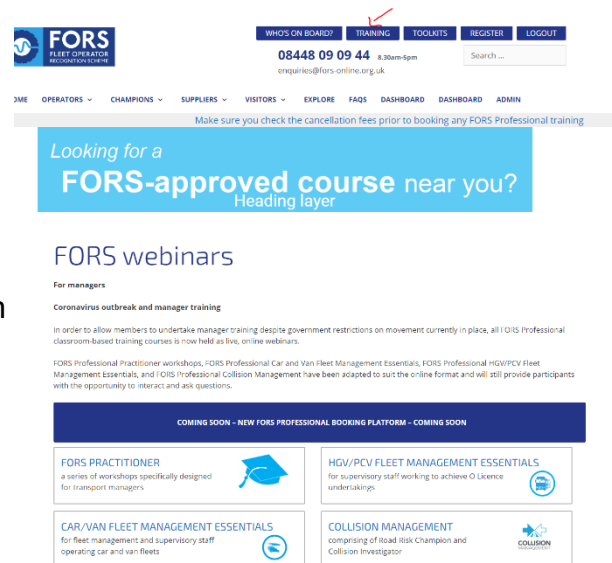 WHO'S ON BOARD?
TRAINING
TOOLKITS
REGISTER
LOGOUT
FORS
FLEET OPERATOR
RECOGNITION SCHEME
08448 09 09 44 8.30am-5pm
Search ...
enquiries@fors-online.org.uk
OME OPERATORS CHAMPIONS SUPPLIERS VISITORS EXPLORE FAQS DASHBOARD DASHBOARD ADMIN
Make sure you check the cancellation fees prior to booking any FORS Professional training
Looking for a
FORS-approved course near you?
Heading layer
FORS webinars
For managers
n
Coronavirus outbreak and manager training
In order to allow members to undertake manager training despite government restrictions on movement currently in place, all FORS Professional
classroom-based training courses is now held as live, online webinars.
FORS Professional Practitioner workshops, FORS Professional Car and Van Fleet Management Essentials, FORS Professional HGV/PCV Fleet
Management Essentials, and FORS Professional Collision Management have been adapted to suit the online format and will still provide participants
with the opportunity to interact and ask questions.
COMING SOON – NEW FORS PROFESSIONAL BOOKING PLATFORM – COMING SOON
FORS PRACTITIONER
a series of workshops specifically designed
for transport managers
HGV/PCV FLEET MANAGEMENT ESSENTIALS
for supervisory staff working to achieve O Licence
undertakings
CAR/VAN FLEET MANAGEMENT ESSENTIALS
for fleet management and supervisory staff
operating car and van fleets
COLLISION MANAGEMENT
comprising of Road Risk Champion and
Collision Investigator
COLLISION
MANAGEMENT